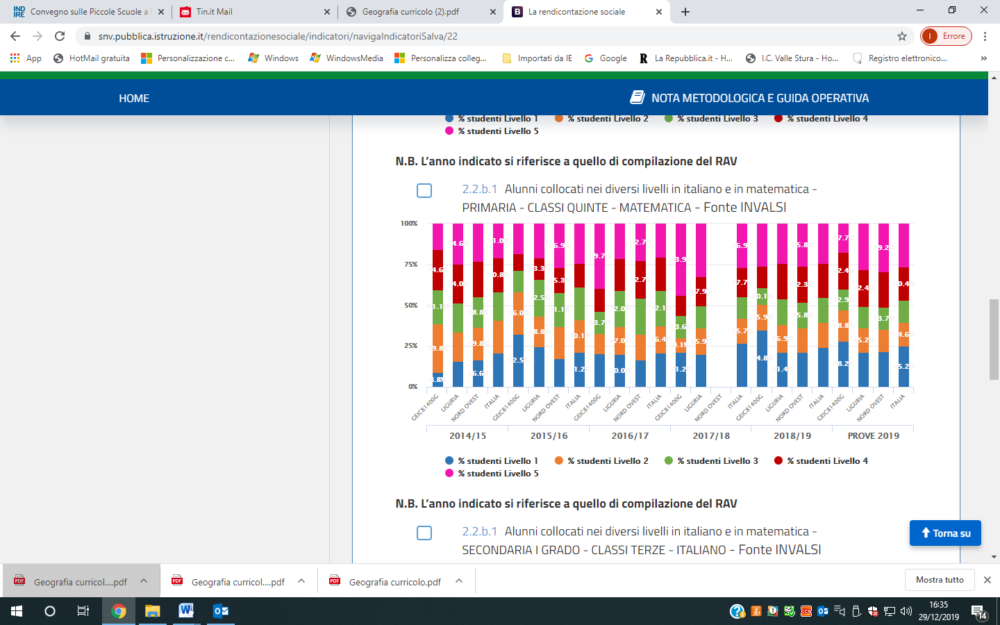 Convegno sulle Piccole Scuole a
Tin.it Mail
Geografia curricolo (2).pdf
La rendicontazione sociale
snv.pubblica.istruzione.it/rendicontazionesociale/indicatori/navigaIndicatoriSalva/22
Errore
App
HotMail gratuita
Personalizzazione c...
Windows
WindowsMedia
Personalizza colleg...
Importati da IE
Google
La Repubblica.it - H...
I.C. Valle Stura - Ho...
Registro elettronico...
HOME
NOTA METODOLOGICA E GUIDA OPERATIVA
% studenti Livello 1 % studenti Livello 2 % studenti Livello 3 % studenti Livello 4
% studenti Livello 5
N.B. L'anno indicato si riferisce a quello di compilazione del RAV
2.2.b.1 Alunni collocati nei diversi livelli in italiano e in matematica -
PRIMARIA - CLASSI QUINTE - MATEMATICA - Fonte INVALSI
100%
75%
50%
25%
0%
GEIC81400G LIGURIA NORD OVEST ITALIA GEIC81400G LIGURIA NORD OVEST ITALIA GEIC81400G LIGURIA NORD OVEST ITALIA GEIC81400G LIGURIA NORD OVEST ITALIA GEIC81400G LIGURIA NORD OVEST ITALIA GEIC81400G LIGURIA NORD OVEST ITALIA
2014/15 2015/16 2016/17 2017/18 2018/19 PROVE 2019
% studenti Livello 1 % studenti Livello 2 % studenti Livello 3 % studenti Livello 4
% studenti Livello 5
N.B. L'anno indicato si riferisce a quello di compilazione del RAV
2.2.b.1 Alunni collocati nei diversi livelli in italiano e in matematica -
SECONDARIA I GRADO - CLASSI TERZE - ITALIANO - Fonte INVALSI
Torna su
Geografia curricol....pdf
Geografia curricol....pdf
Geografia curricolo.pdf
Mostra tutto
16:35
29/12/2019
14